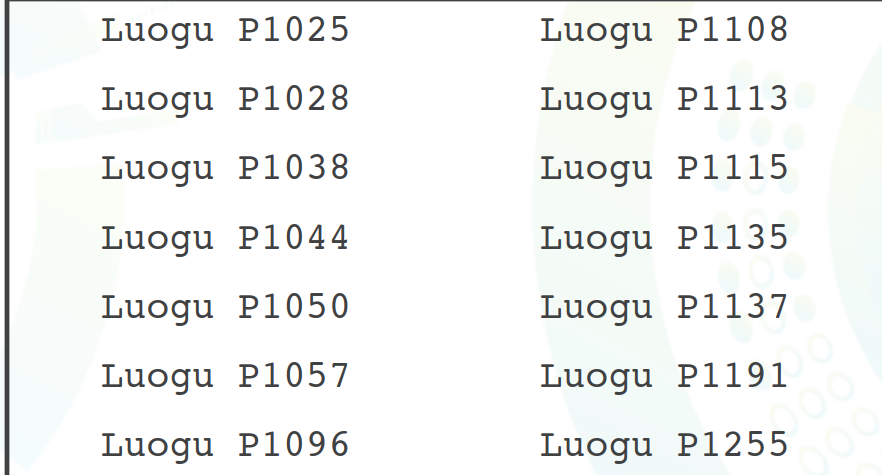 Luogu P1025 Luogu P1108
Luogu P1028 Luogu P1113
Luogu P1038 Luogu P1115
Luogu P1044 Luogu P1135
Luogu P1050 Luogu P1137
Luogu P1057 Luogu P1191
Luogu P1096 Luogu P1255